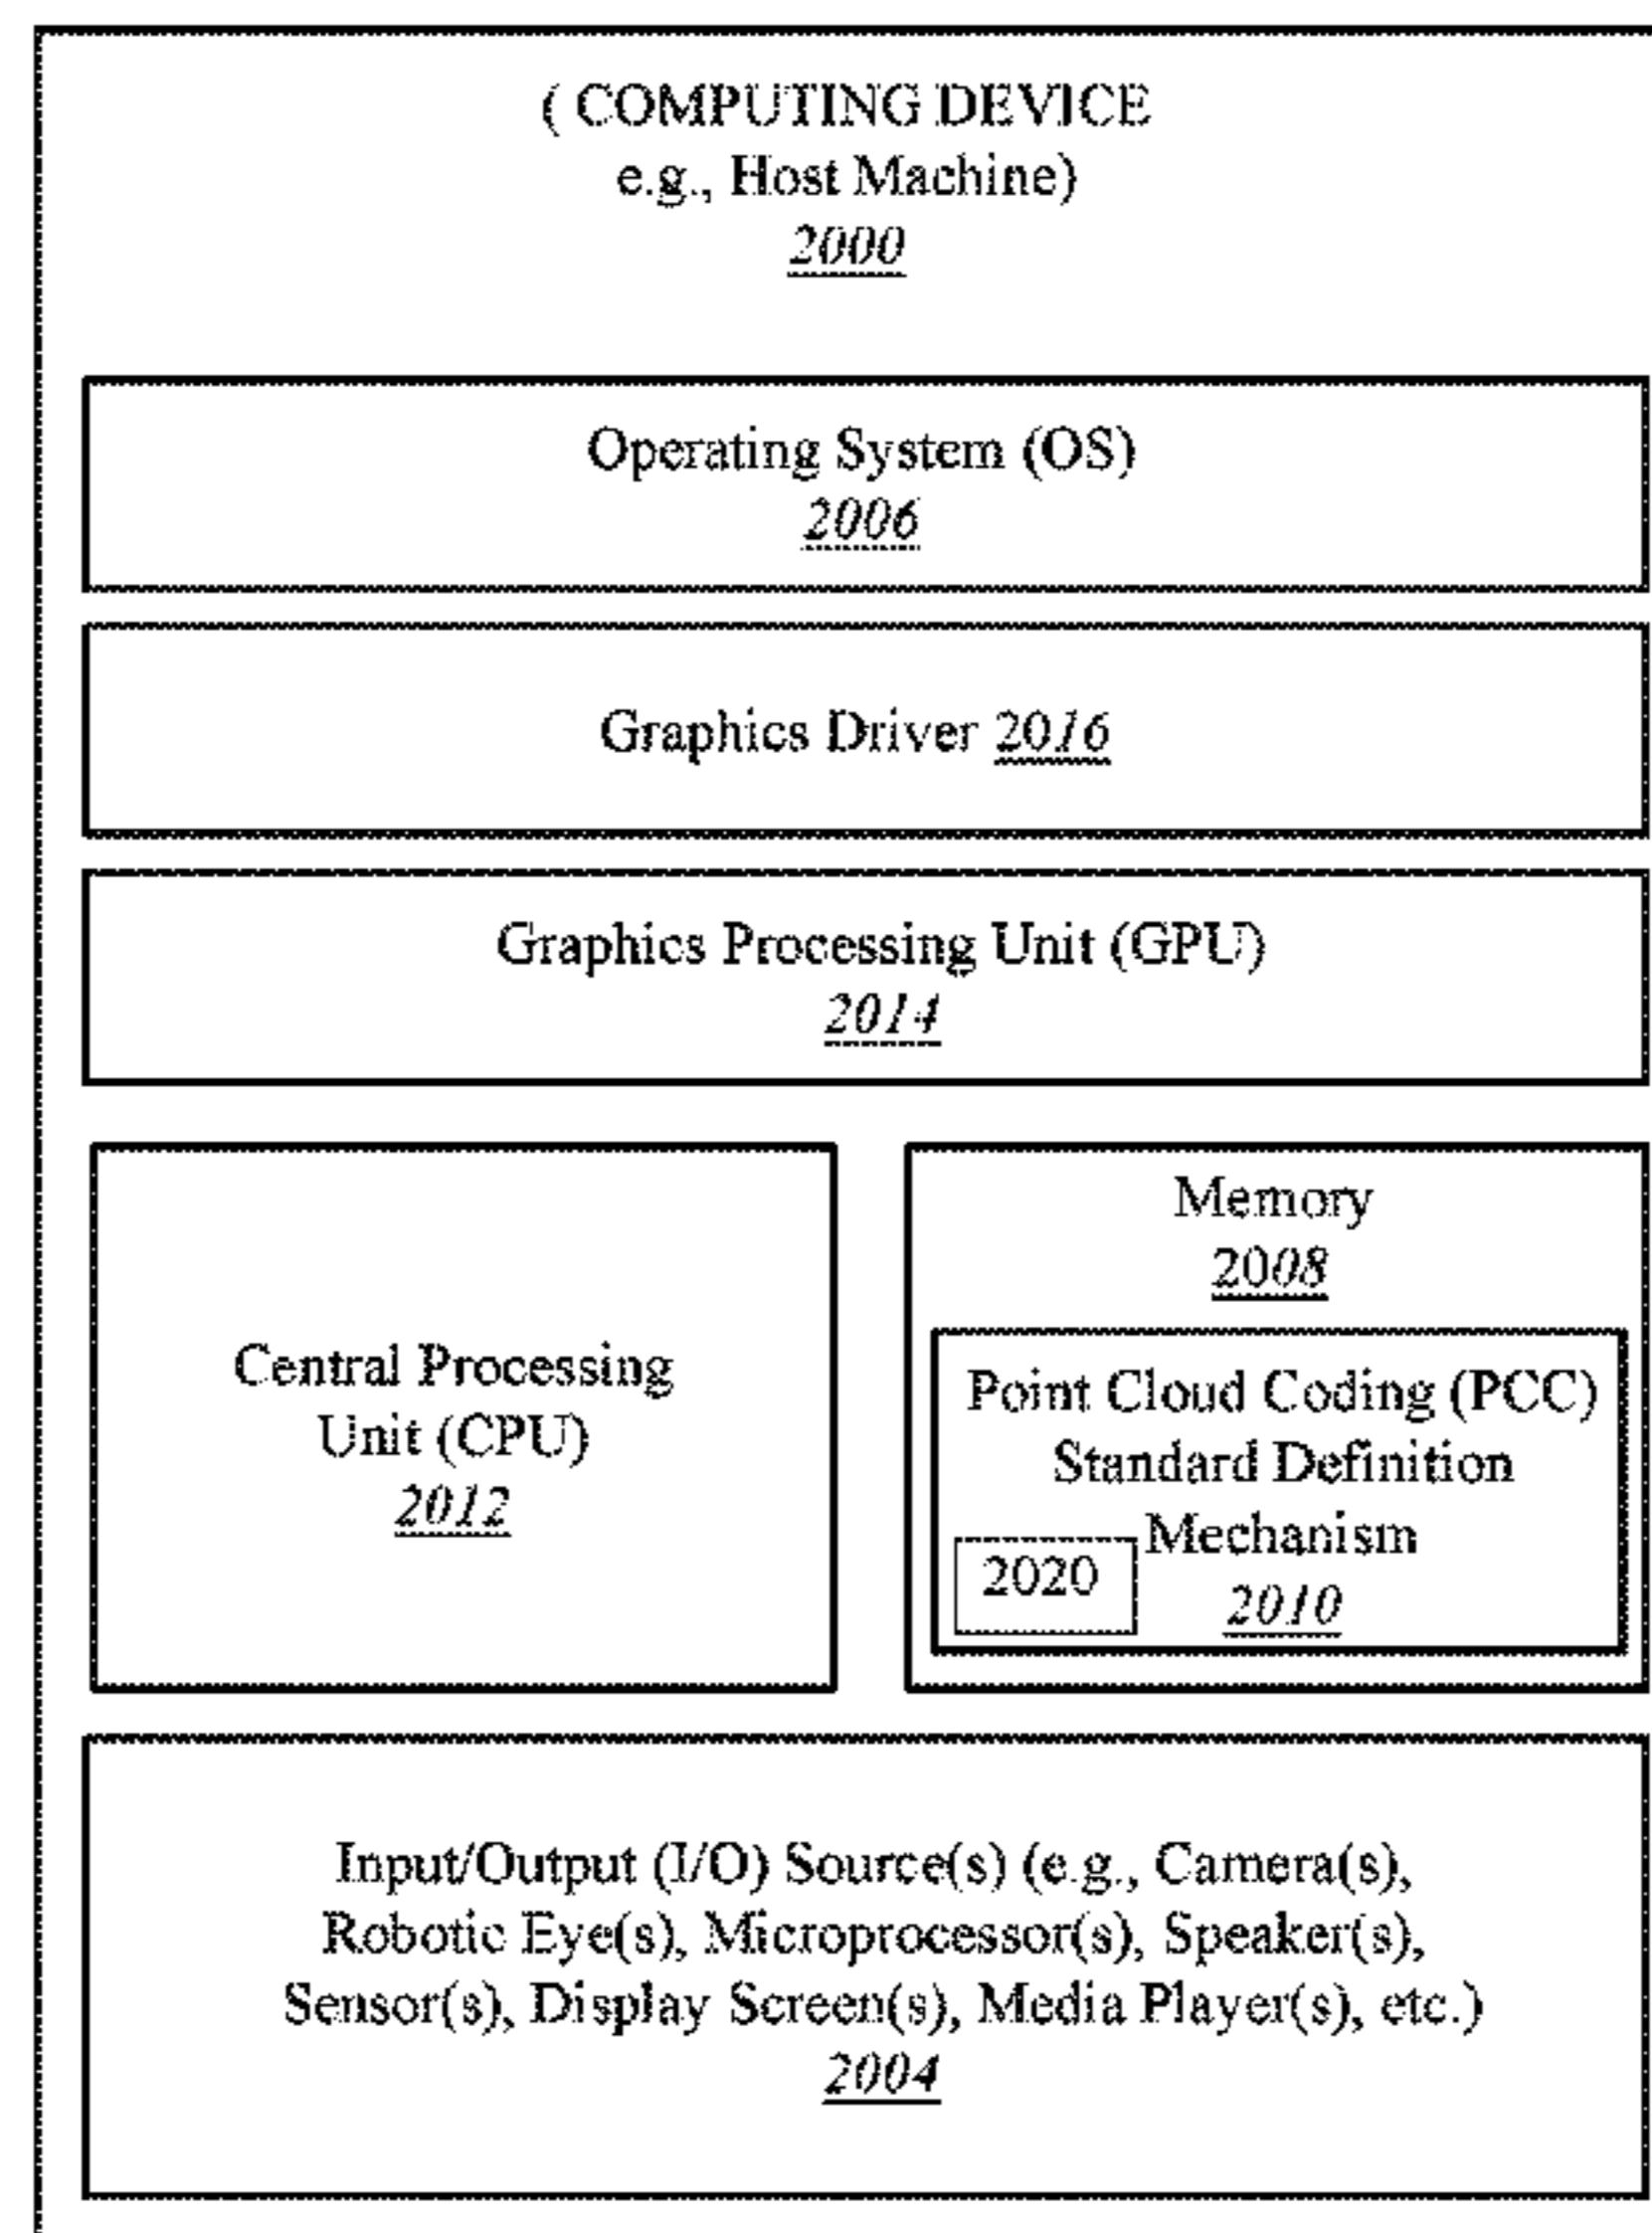 ( COMPUTING DEVICE
e.g., Host Machine)
2000
Operating System (OS)
2006
Graphics Driver 2016
Graphics Processing Unit (GPU)
2014
Central Processing
Unit (CPU)
2012
Memory
2008
Point Cloud Coding (PCC)
Standard Definition
Mechanism
2020
2010
Input/Output (I/O) Source(s) (e.g., Camera(s),
Robotic Eye(s), Microprocessor(s), Speaker(s),
Sensor(s), Display Screen(s), Media Player(s), etc.)
2004